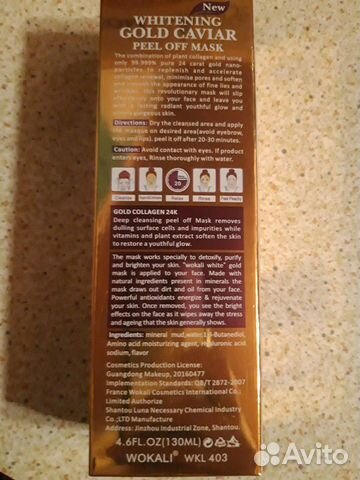 New
WHITENING
GOLD CAVIAR
PEEL OFF MASK
The combination of plant collagen and using
only 99.999% pure 24 carat gold nano-
particles to replenish and accelerate
collagen renewal, minimise pores and soften
the appearance of fine lies and
wrinkles, this revolutionary mask will slip
effortlessly onto your face and leave you
with a lasting radiant youthful glow and
gorgeous skin.
Directions: Dry the cleansed area and apply
the masque on desired area(avoid eyebrow,
eyes and lips). peel it off after 20-30 minutes.
Caution: Avoid contact with eyes. If product
enters eyes, Rinse thoroughly with water.
20
Cleanse
Relax
Rinse
Feel Peachy
GOLD COLLAGEN 24K
Deep cleansing peel off Mask removes
dulling surface cells and impurities while
vitamins and plant extract soften the skin
to restore a youthful glow.
The mask works specially to detoxify, purify
and brighten your skin. "wokali white" gold
mask is applied to your face. Made with
natural ingredients present in minerals the
mask draws out dirt and oil from your face.
Powerful antioxidants energize & rejuvenate
your skin. Once removed, you see the bright
effects on the face as it wipes away the stress
and ageing that the skin generally shows.
Ingredients: mineral mud,water,1,3-Butanediol,
Amino acid moisturizing agent, Hyaluronic acid
sodium, flavor
Cosmetics Production License:
Guangdong Makeup, 20160477
Implementation Standards: QB/T 2872-2007
France Wokali Cosmetics International Co.;
Limited Authorize
Shantou Luna Necessary Chemical Industry
Co.;LTD Manufacture
Address: Jinzhou Industrial Zone, Shantou.
4.6FL.OZ(130ML)
WOKALI® WKL 403
Avito